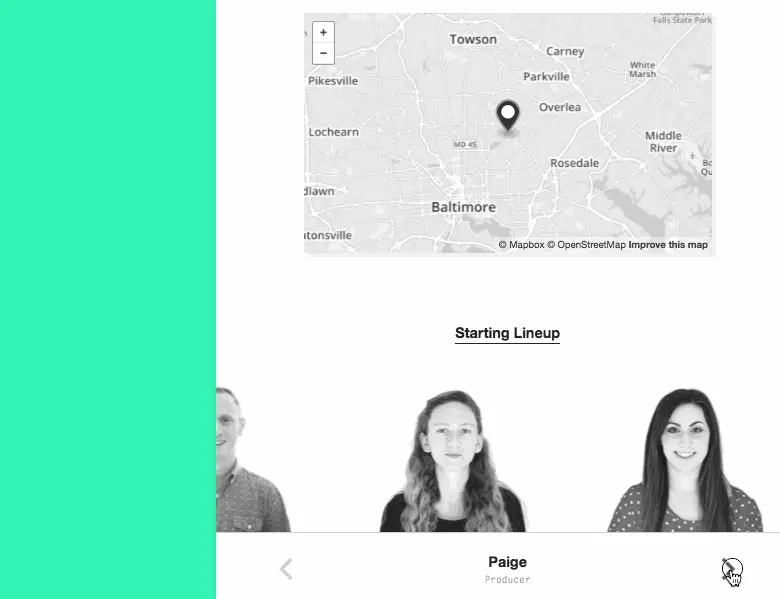 Falls State Park
Towson
+
−
Carney
White
Marsh
Parkville
Pikesville
Overlea
Lochearn
MD 45
Middle
River
Rosedale
dlawn
Baltimore
tonsville
© Mapbox © OpenStreetMap Improve this map
Starting Lineup
Paige
Producer